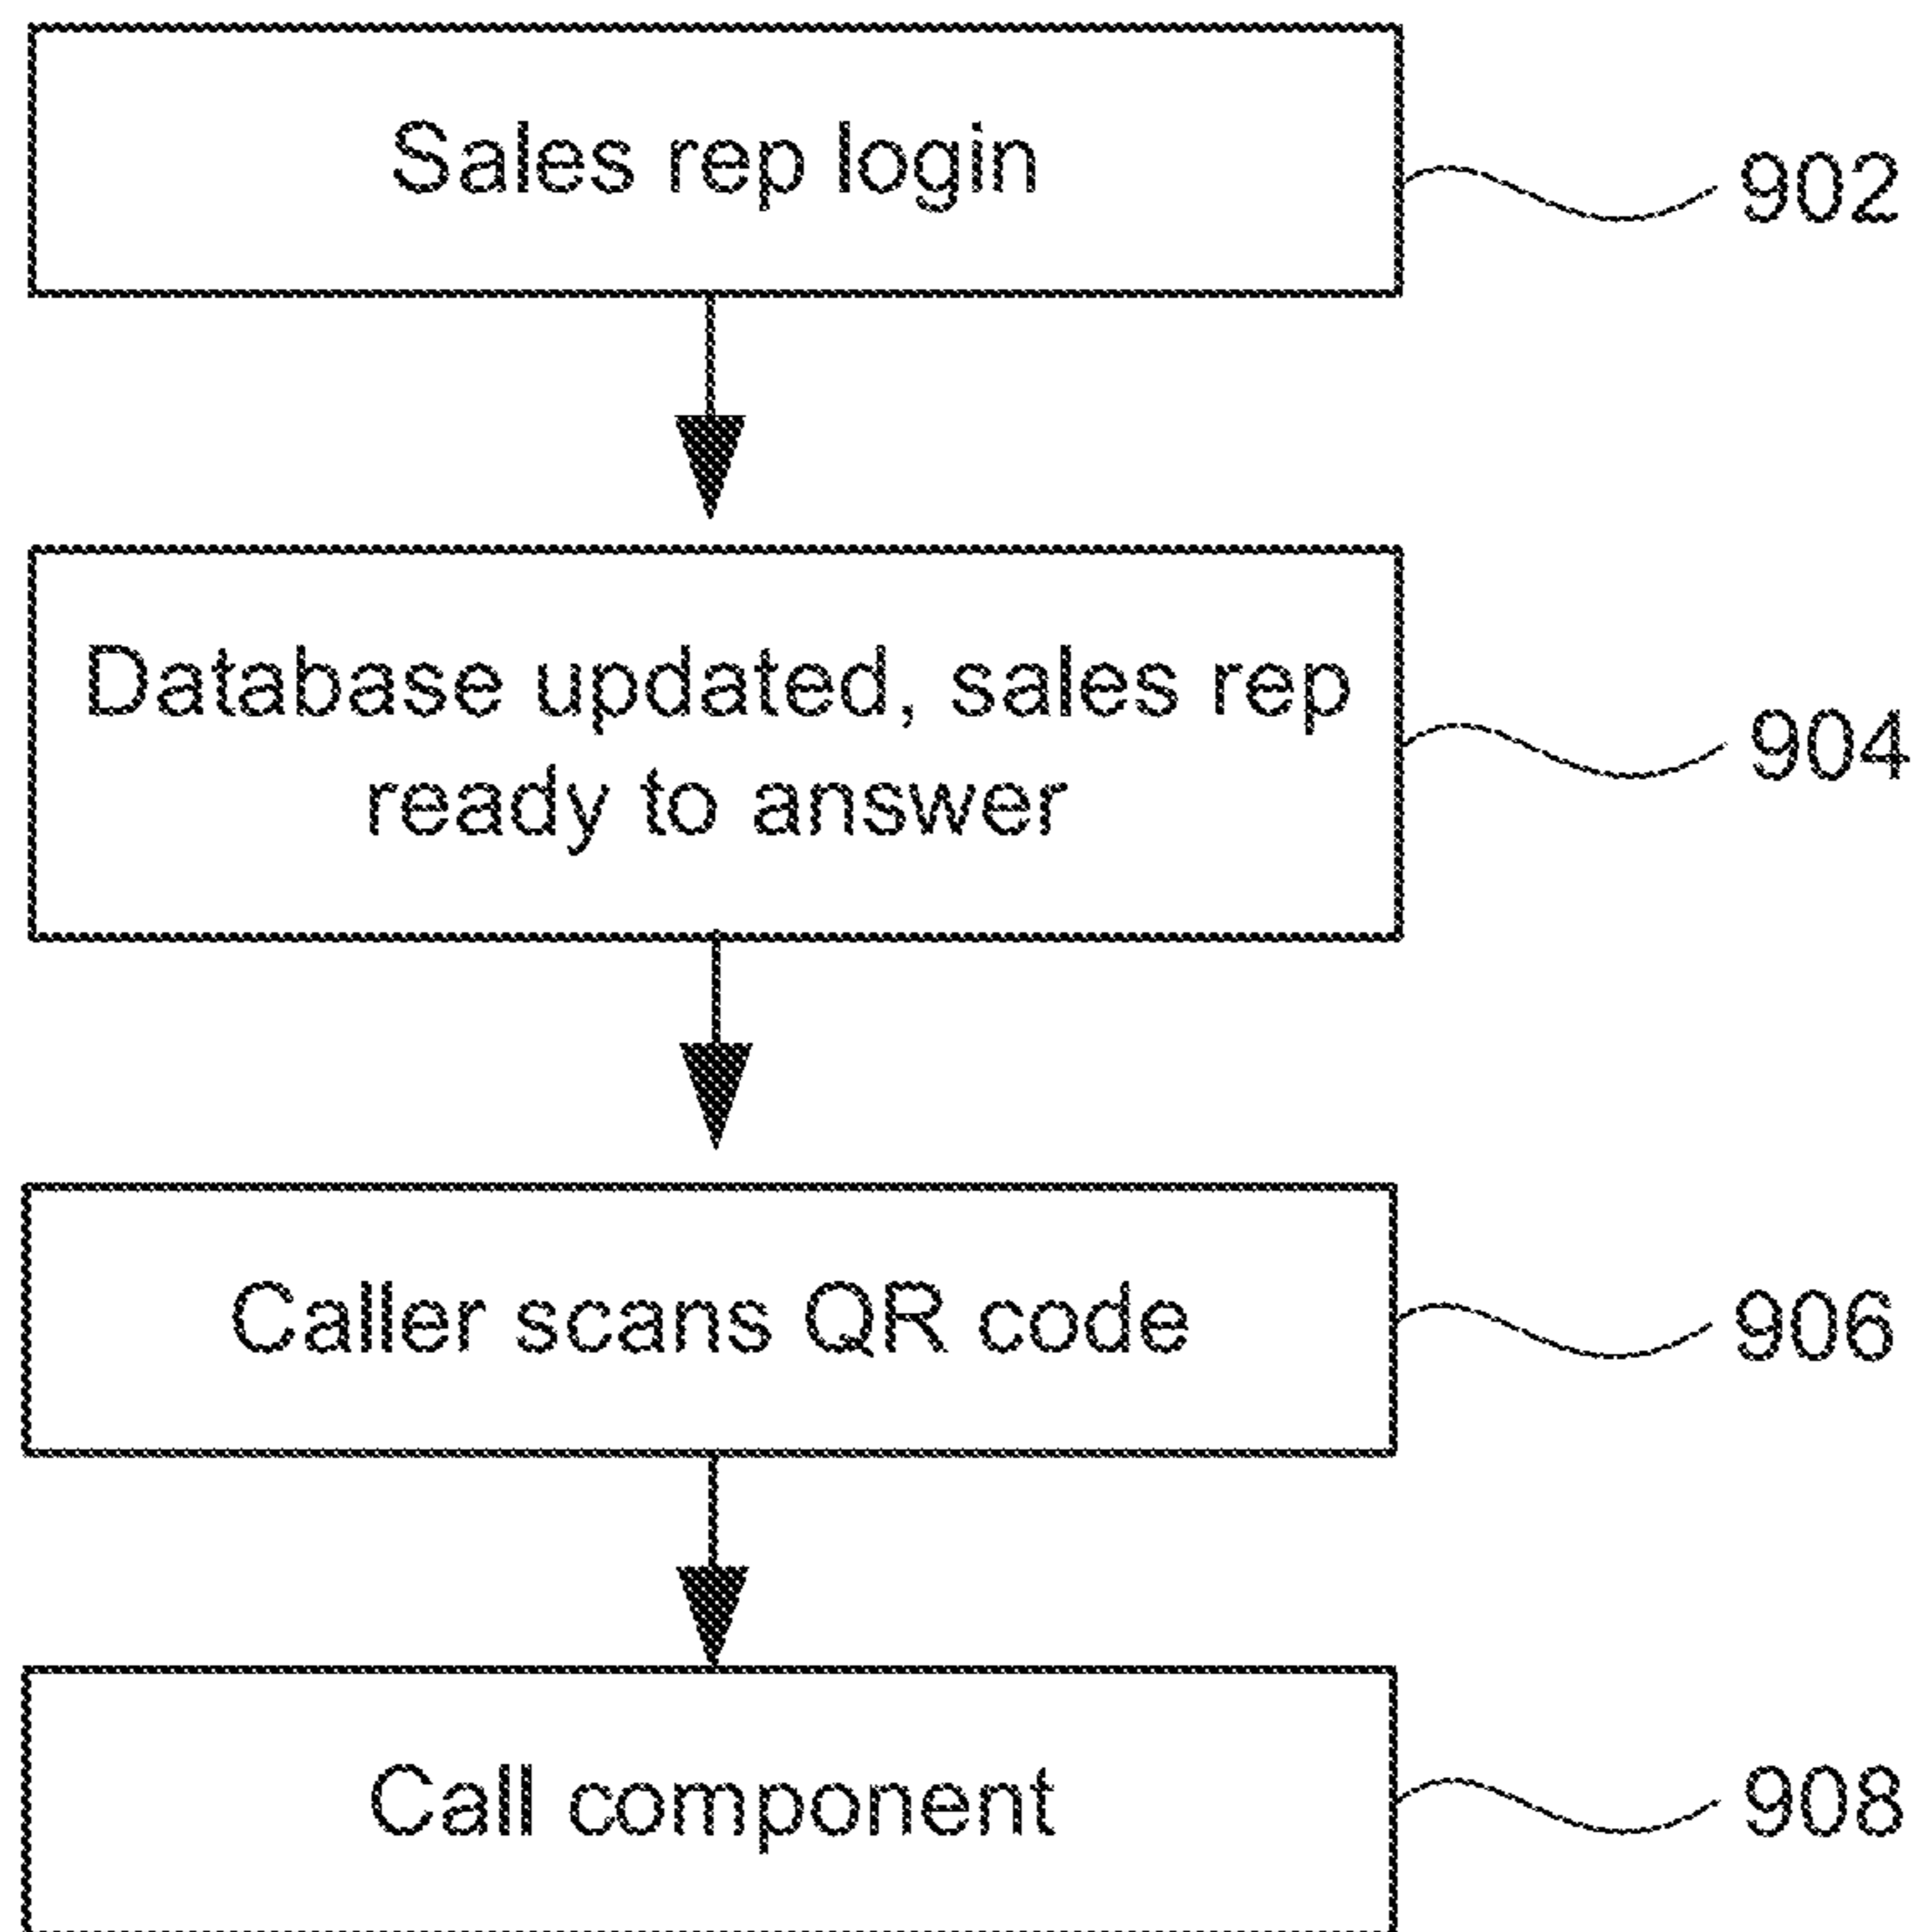 Sales rep login
902
Database updated, sales rep
ready to answer
904
Caller scans QR code
906
Call component
908